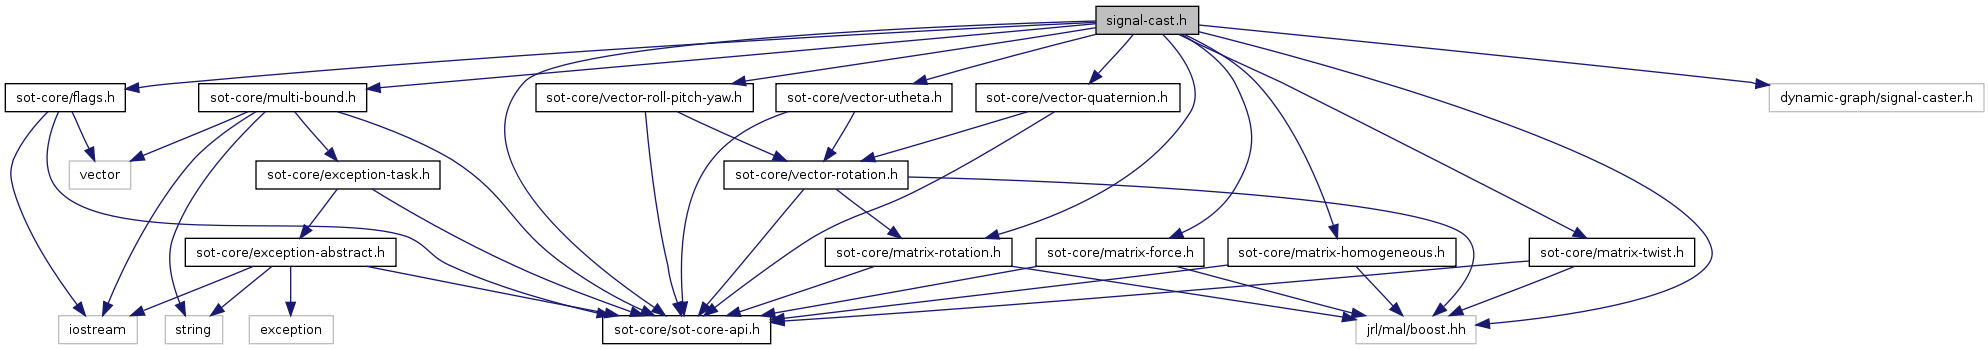 signal-cast.h
sot-core/flags.h
sot-core/multi-bound.h
sot-core/vector-roll-pitch-yaw.h
sot-core/vector-utheta.h
sot-core/vector-quaternion.h
dynamic-graph/signal-caster.h
vector
sot-core/exception-task.h
sot-core/vector-rotation.h
sot-core/exception-abstract.h
sot-core/matrix-rotation.h
sot-core/matrix-force.h
sot-core/matrix-homogeneous.h
sot-core/matrix-twist.h
iostream
string
exception
sot-core/sot-core-api.h
jrl/mal/boost.hh